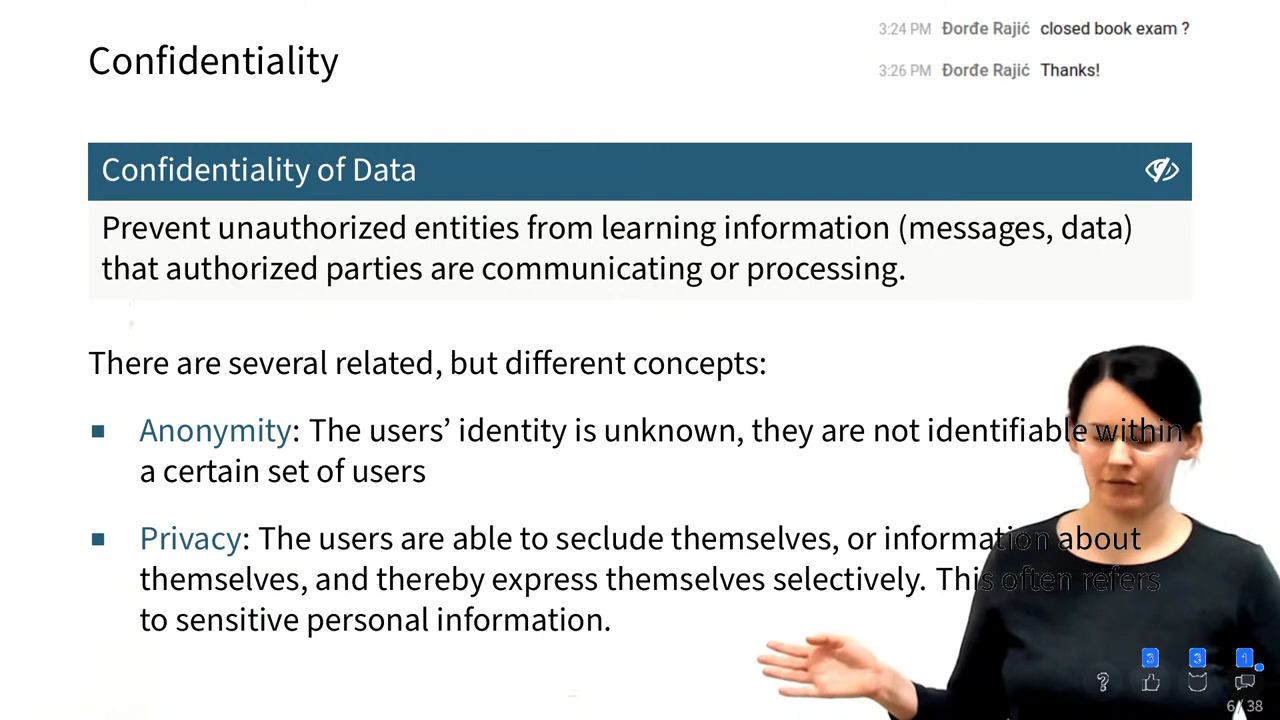 3:24 PM Đorđe Rajić closed book exam ?
Confidentiality
3:26 PM Đorđe Rajić Thanks!
Confidentiality of Data
Prevent unauthorized entities from learning information (messages, data)
that authorized parties are communicating or processing.
There are several related, but different concepts:
Anonymity: The users’ identity is unknown, they are not identifiable within
a certain set of users
Privacy: The users are able to seclude themselves, or information about
themselves, and thereby express themselves selectively. This often refers
to sensitive personal information.
3 3 1
?
6 / 38